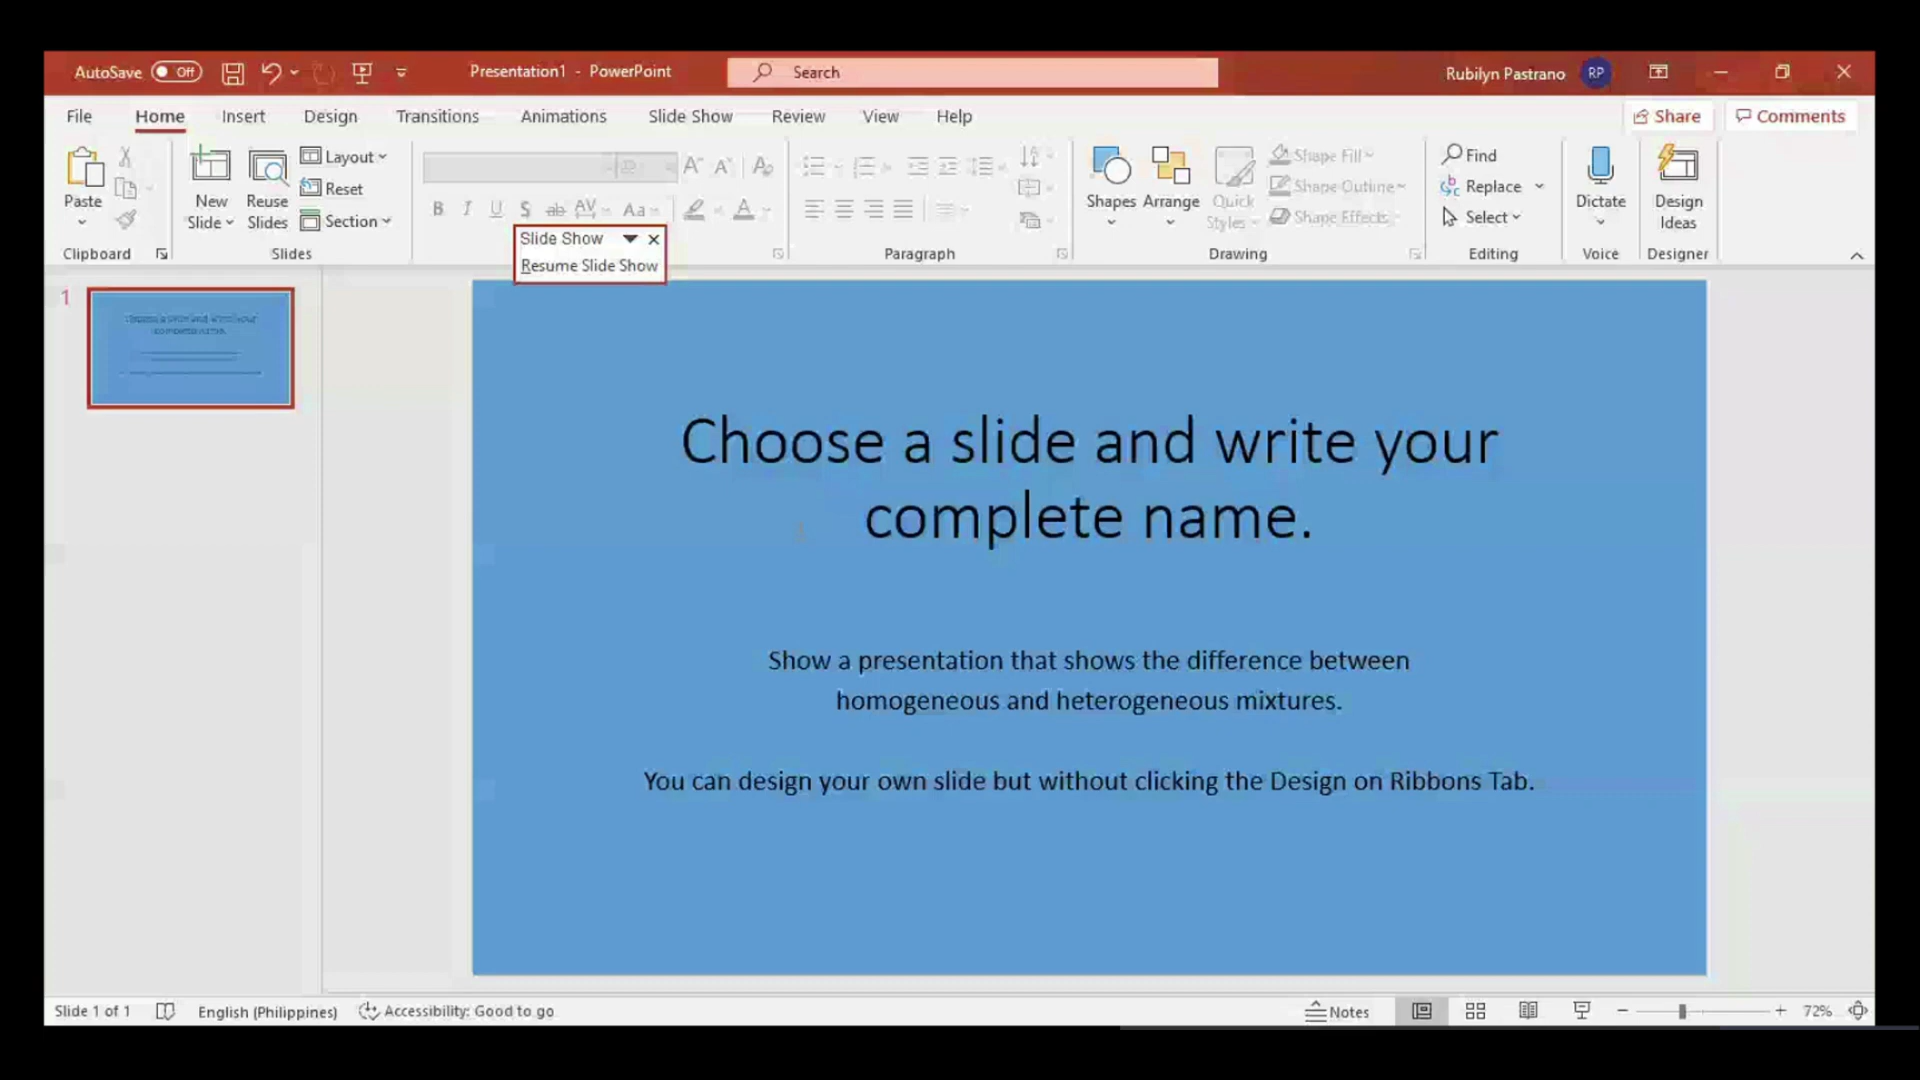 AutoSave Off Presentation1 - PowerPoint Search Rubilyn Pastrano RP
File Home Insert Design Transitions Animations Slide Show Review View Help Share Comments
Paste
Clipboard
New Slide
Reuse Slides
Layout
Reset
Section
Slides
B I U S ab AV Aa A
Slide Show
Resume Slide Show
Paragraph
Shapes
Arrange
Quick Styles
Shape Fill
Shape Outline
Shape Effects
Drawing
Find
Replace
Select
Editing
Dictate
Voice
Design Ideas
Designer
1
Choose a slide and write your
complete name.
Show a presentation that shows the difference between
homogeneous and heterogeneous mixtures.
You can design your own slide but without clicking the Design on Ribbons Tab.
Slide 1 of 1 English (Philippines) Accessibility: Good to go Notes 72%